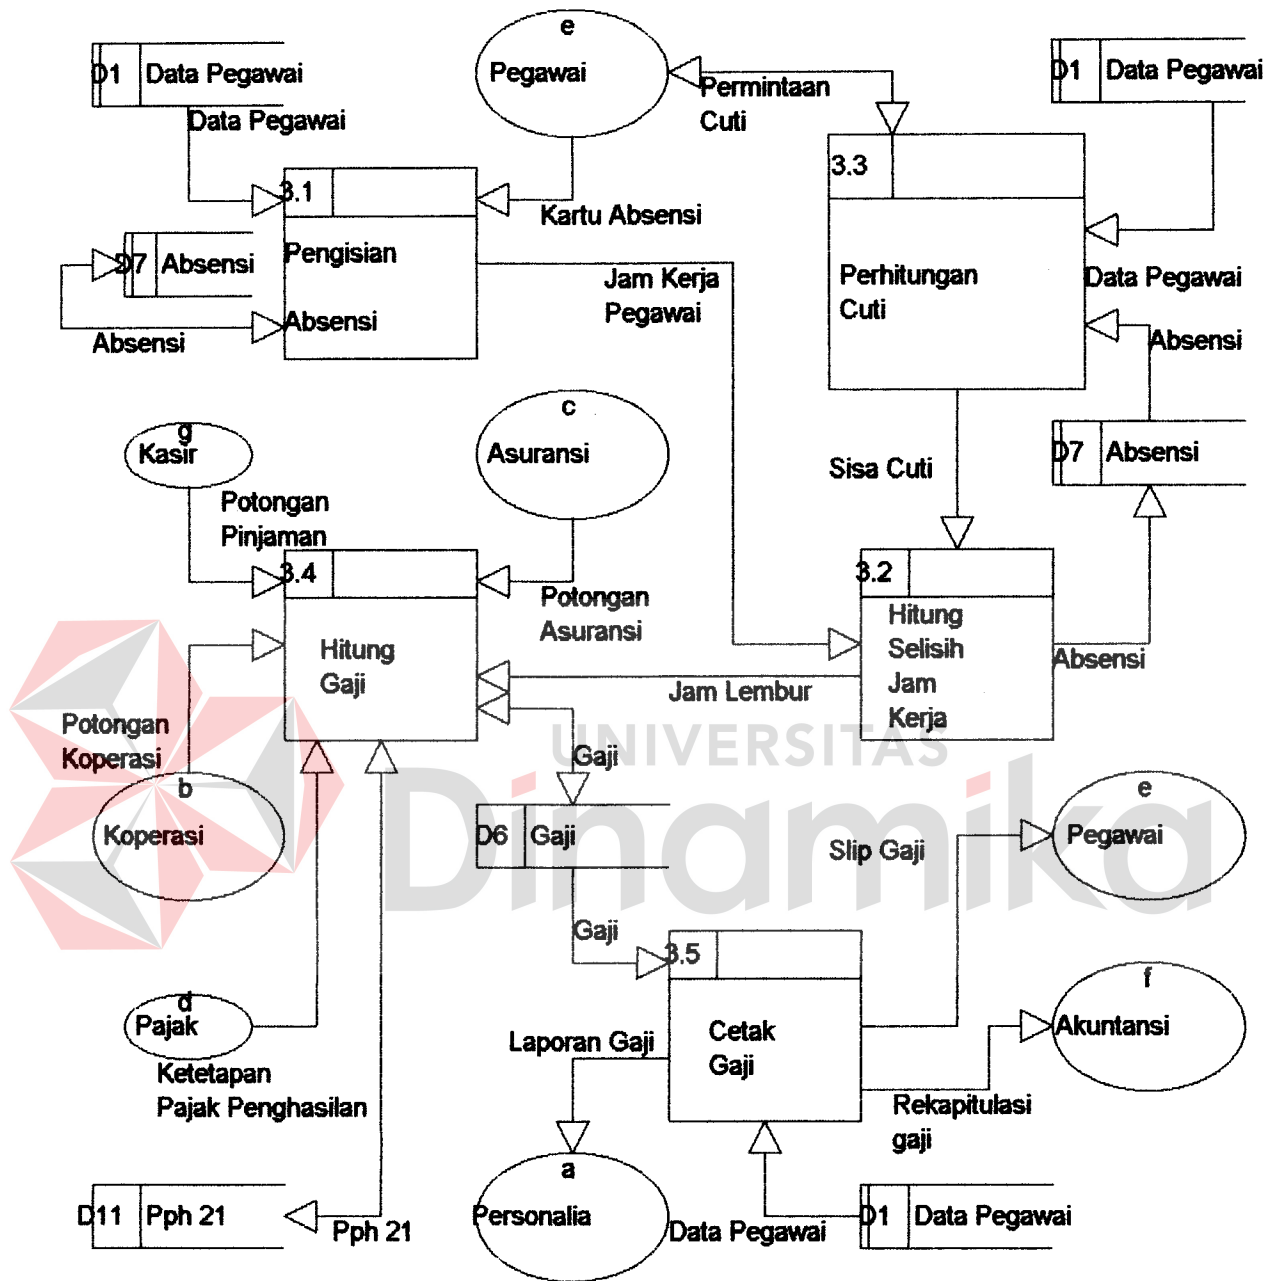 e
D1 Data Pegawai
Pegawai
D1 Data Pegawai
Permintaan
Cuti
Data Pegawai
3.3
3.1
Kartu Absensi
D7 Absensi
Pengisian
Absensi
Absensi
Jam Kerja
Pegawai
Perhitungan
Cuti
Data Pegawai
Absensi
g
Kasir
c
Asuransi
Sisa Cuti
D7 Absensi
Potongan
Pinjaman
3.4
Hitung
Gaji
Potongan
Asuransi
3.2
Hitung
Selisih
Jam
Kerja
Absensi
Jam Lembur
Potongan
Koperasi
b
Koperasi
Gaji
UNIVERSITAS
Dinamika
D6 Gaji
Slip Gaji
e
Pegawai
Gaji
3.5
Cetak
Gaji
d
Pajak
Ketetapan
Pajak Penghasilan
Laporan Gaji
f
Akuntansi
Rekapitulasi
gaji
a
Personalia
D11 Pph 21
Pph 21
Data Pegawai
D1 Data Pegawai